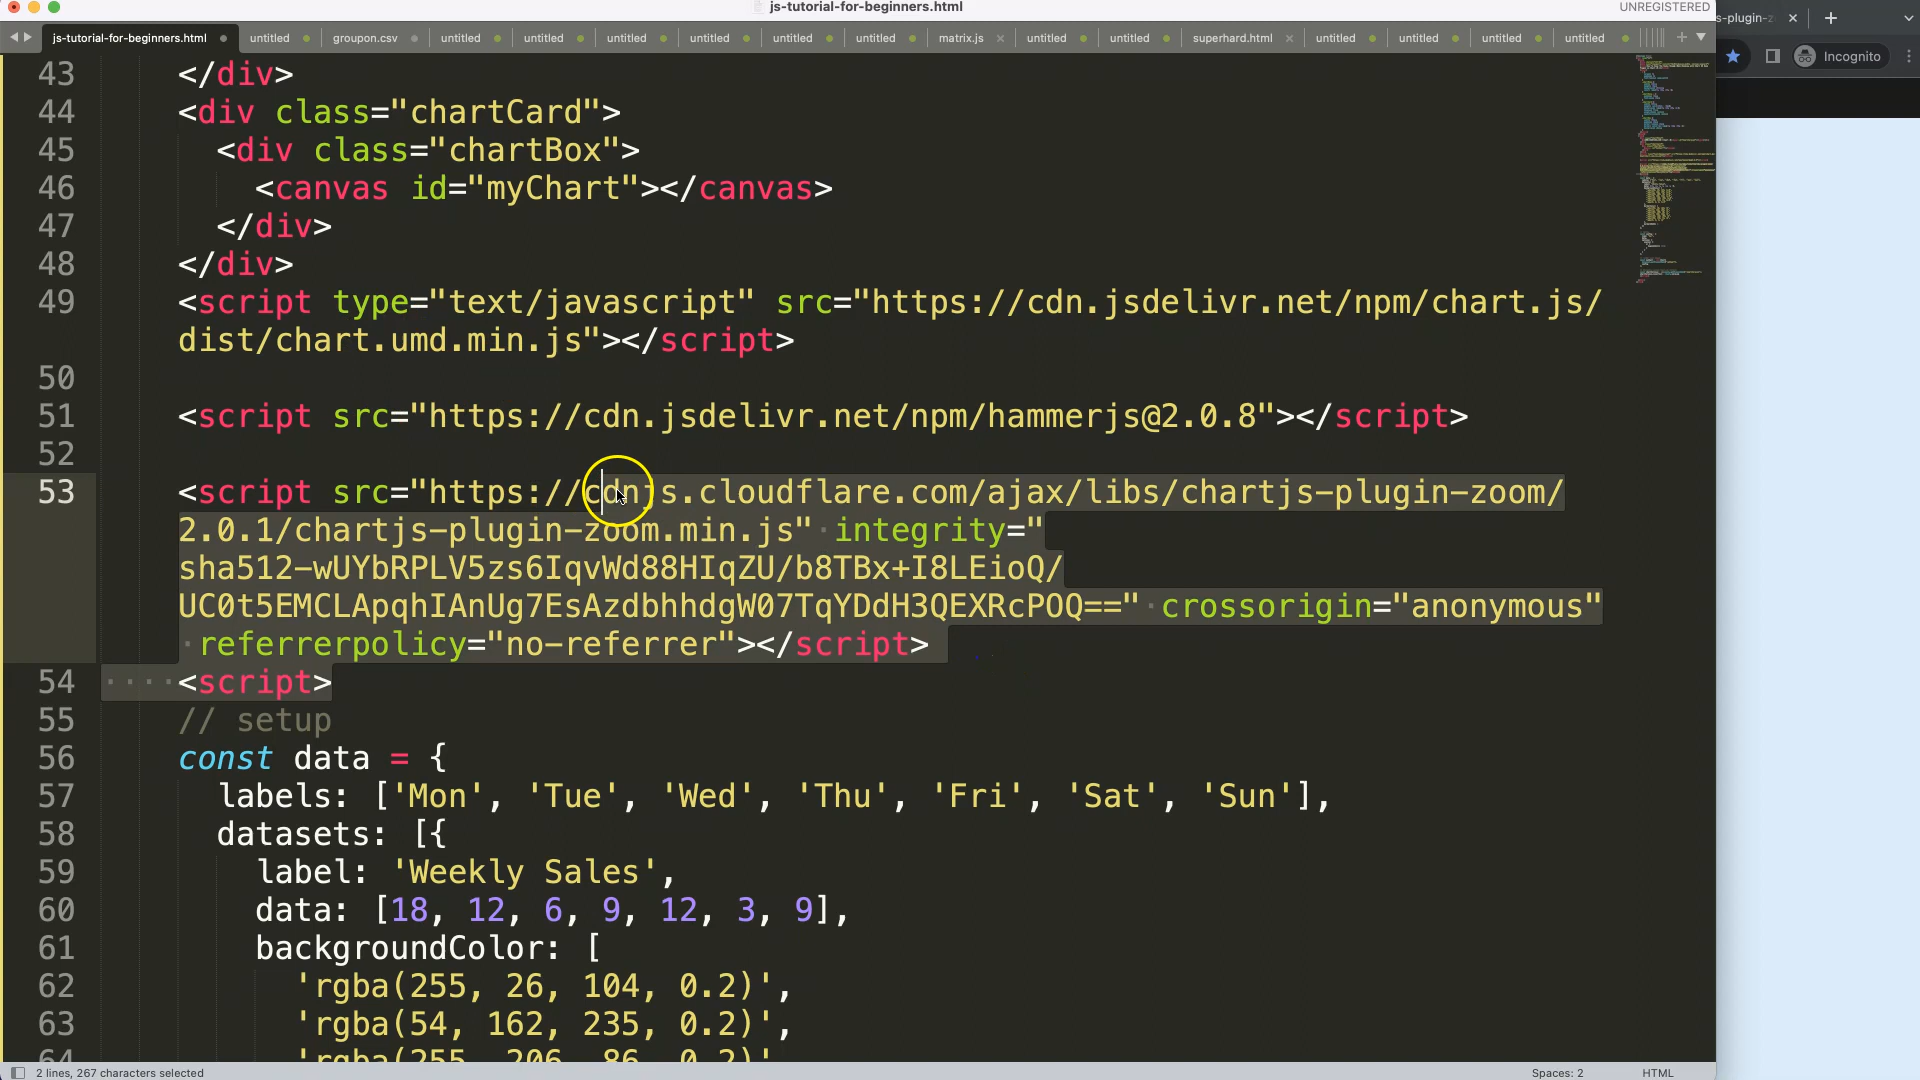 js-tutorial-for-beginners.html
UNREGISTERED
js-tutorial-for-beginners.html untitled groupon.csv untitled untitled untitled untitled untitled untitled matrix.js untitled untitled superhard.html untitled untitled untitled untitled
s-plugin-z
Incognito
43 </div>
44 <div class="chartCard">
45 <div class="chartBox">
46 <canvas id="myChart"></canvas>
47 </div>
48 </div>
49 <script type="text/javascript" src="https://cdn.jsdelivr.net/npm/chart.js/
dist/chart.umd.min.js"></script>
50
51 <script src="https://cdn.jsdelivr.net/npm/hammerjs@2.0.8"></script>
52
53 <script src="https://cdnjs.cloudflare.com/ajax/libs/chartjs-plugin-zoom/
2.0.1/chartjs-plugin-zoom.min.js" integrity="
sha512-wUYbRPLV5zs6IqvWd88HIqZU/b8TBx+I8LEioQ/
UC0t5EMCLApqhIAnUg7EsAzdbhhdgW07TqYDdH3QEXRcPOQ==" crossorigin="anonymous"
referrerpolicy="no-referrer"></script>
54 <script>
55 // setup
56 const data = {
57 labels: ['Mon', 'Tue', 'Wed', 'Thu', 'Fri', 'Sat', 'Sun'],
58 datasets: [{
59 label: 'Weekly Sales',
60 data: [18, 12, 6, 9, 12, 3, 9],
61 backgroundColor: [
62 'rgba(255, 26, 104, 0.2)',
63 'rgba(54, 162, 235, 0.2)',
64 'rgba(255, 206, 86, 0.2)'
2 lines, 267 characters selected
Spaces: 2
HTML